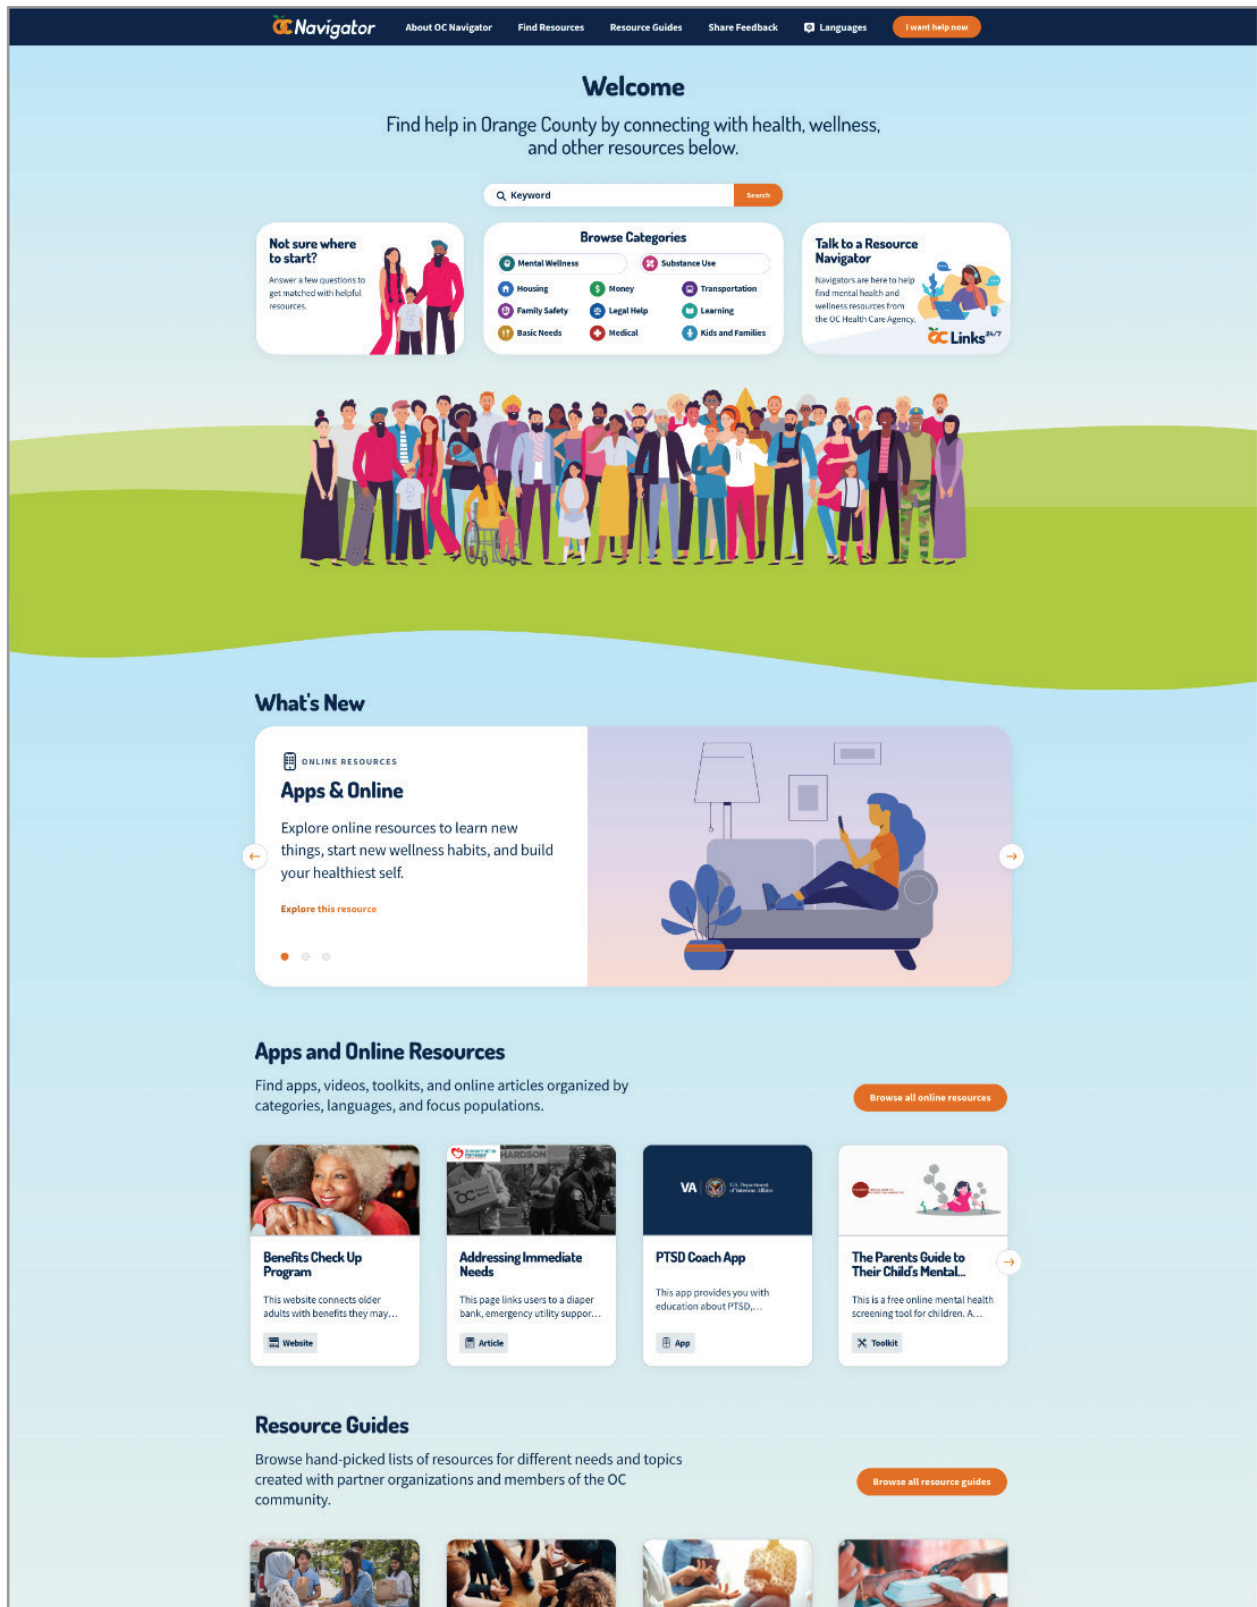 OC Navigator
About OC Navigator
Find Resources
Resource Guides
Share Feedback
Languages
I want help now
Welcome
Find help in Orange County by connecting with health, wellness,
and other resources below.
Keyword
Search
Not sure where
to start?
Answer a few questions to
get matched with helpful
resources.
Browse Categories
Mental Wellness
Substance Use
Housing
Money
Transportation
Family Safety
Legal Help
Learning
Basic Needs
Medical
Kids and Families
Talk to a Resource
Navigator
Navigators are here to help
find mental health and
wellness resources from
the OC Health Care Agency.
OC Links 24/7
What's New
ONLINE RESOURCES
Apps & Online
Explore online resources to learn new
things, start new wellness habits, and build
your healthiest self.
Explore this resource
Apps and Online Resources
Find apps, videos, toolkits, and online articles organized by
categories, languages, and focus populations.
Browse all online resources
HARDSON
OC
VA
U.S. Department
of Veterans Affairs
Benefits Check Up
Program
This website connects older
adults with benefits they may...
Website
Addressing Immediate
Needs
This page links users to a diaper
bank, emergency utility suppor...
Article
PTSD Coach App
This app provides you with
education about PTSD,...
App
The Parents Guide to
Their Child's Mental...
This is a free online mental health
screening tool for children. A...
Toolkit
Resource Guides
Browse hand-picked lists of resources for different needs and topics
created with partner organizations and members of the OC
community.
Browse all resource guides